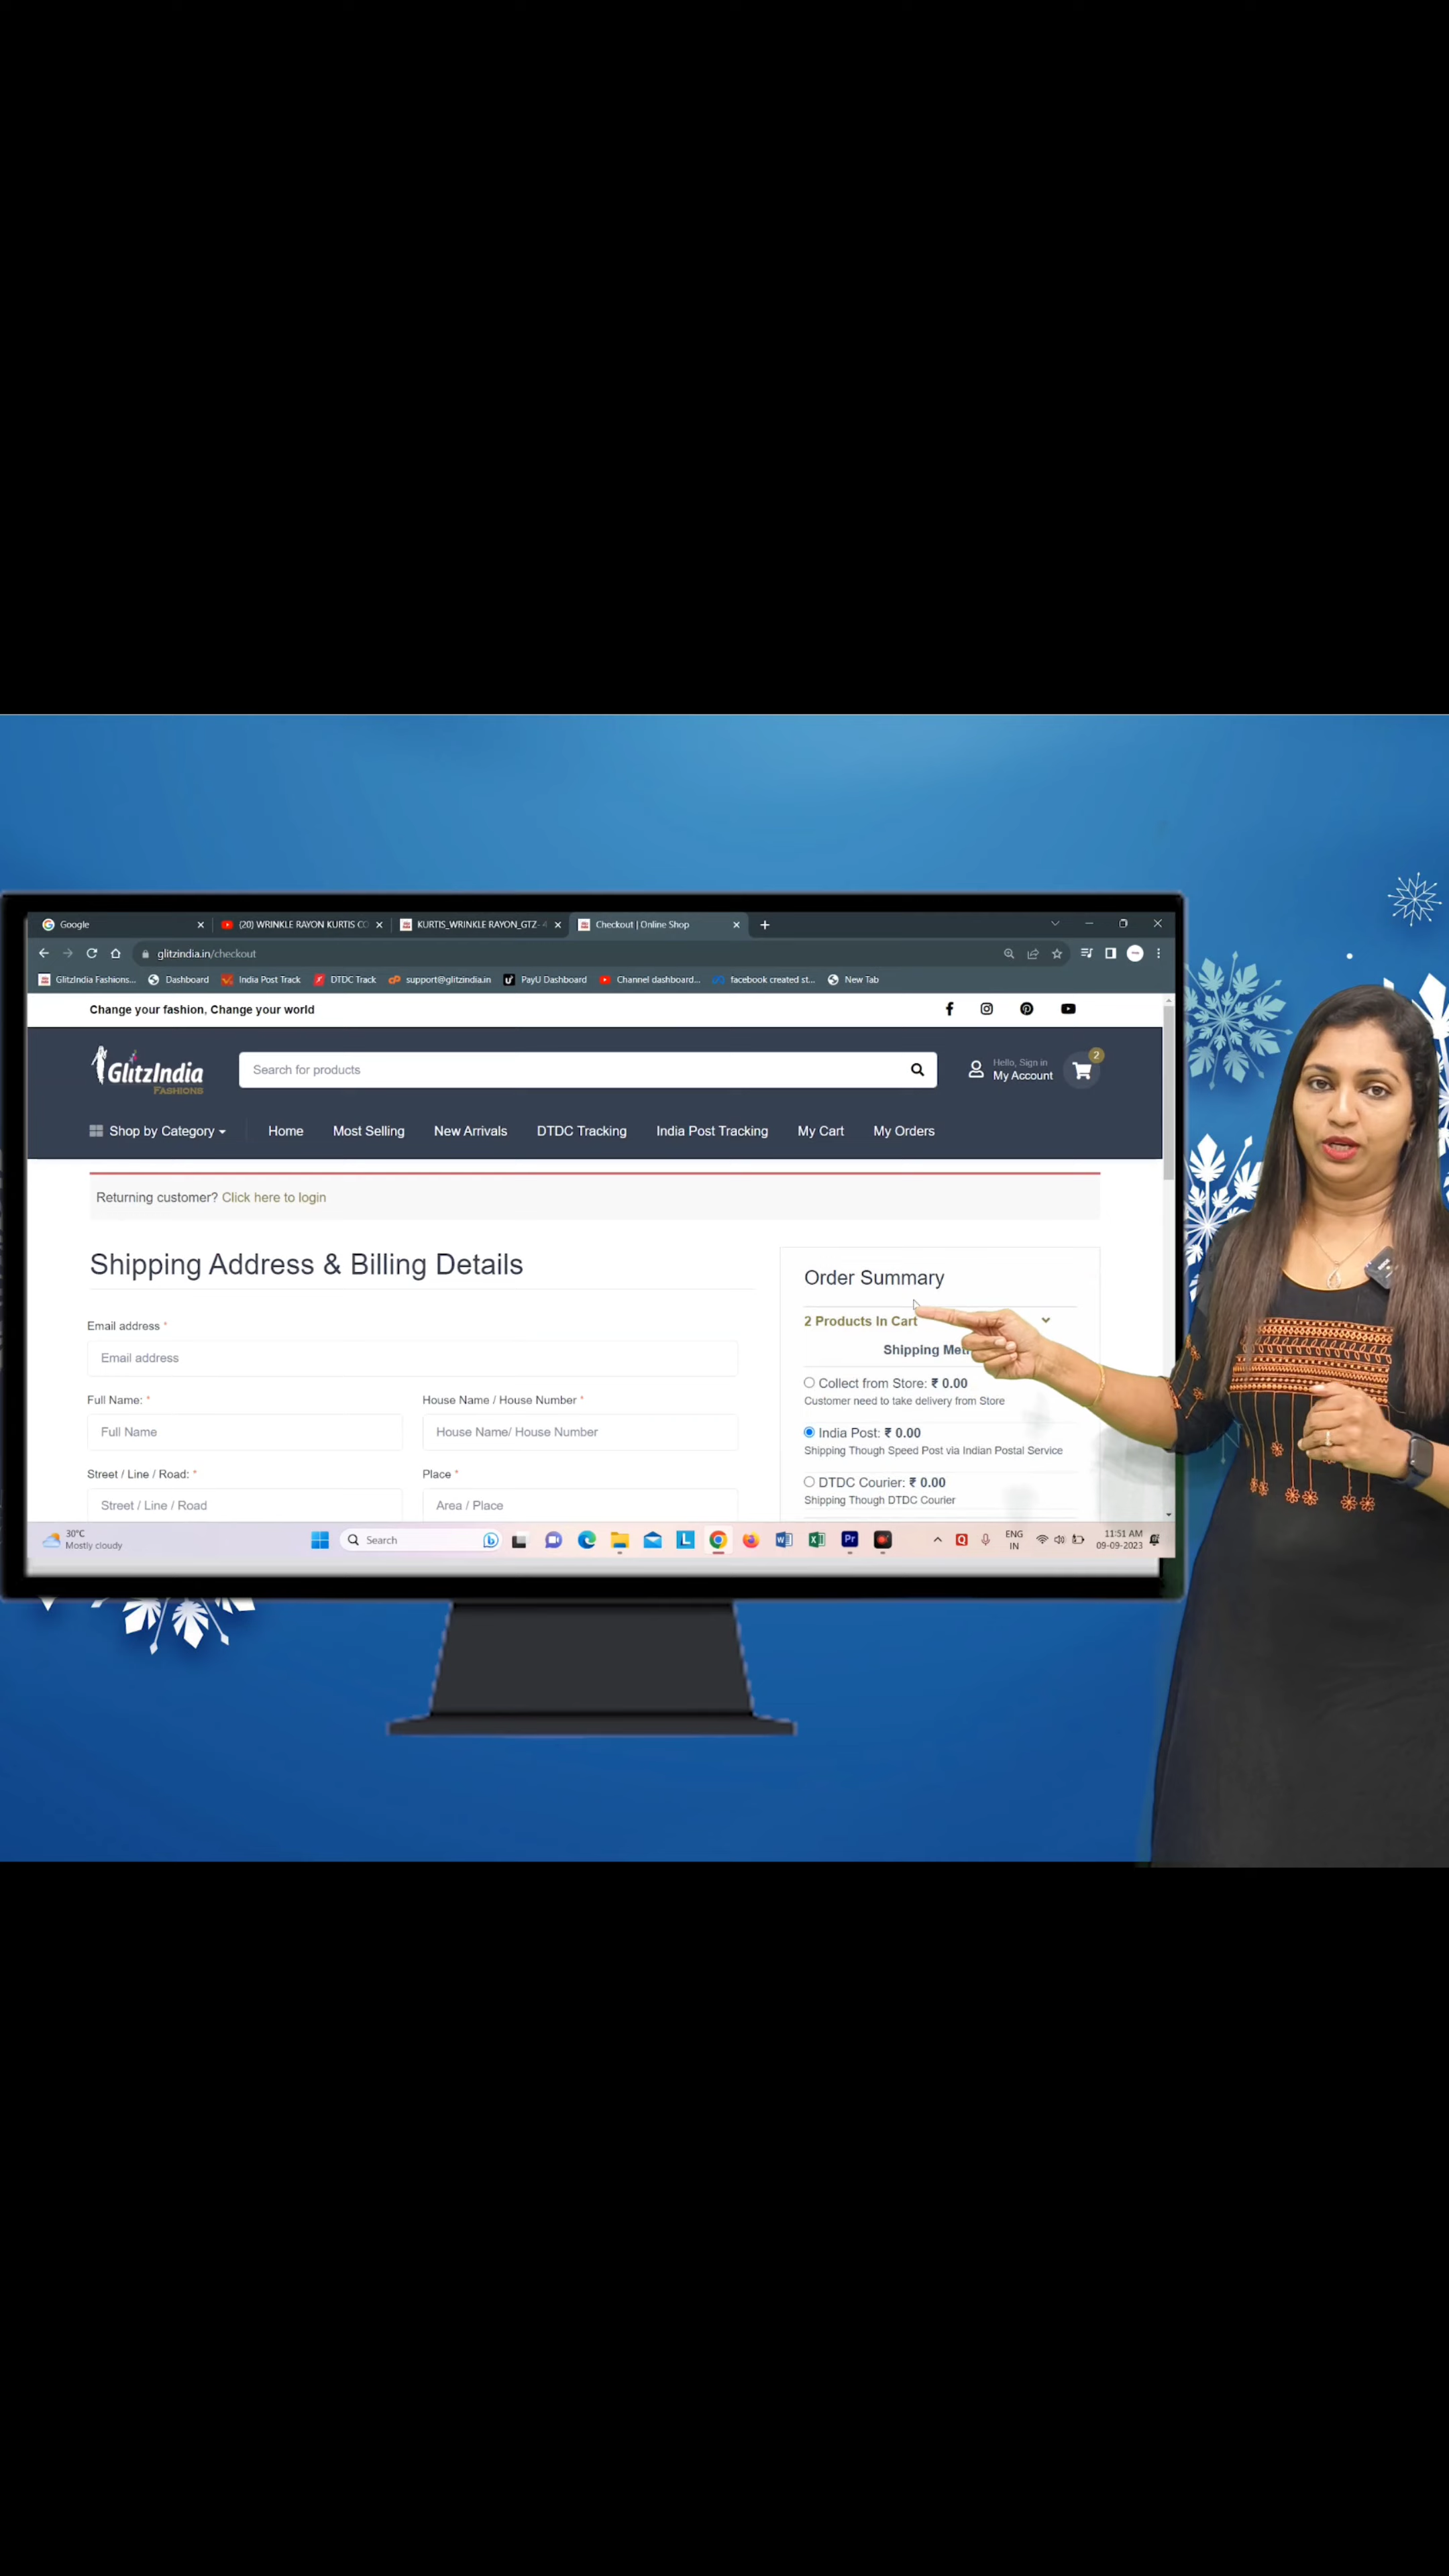 Google
(20) WRINKLE RAYON KURTIS CO
KURTIS_WRINKLE RAYON_GTZ- 4
Checkout | Online Shop
glitzindia.in/checkout
GlitzIndia Fashions...
Dashboard
India Post Track
DTDC Track
support@glitzindia.in
PayU Dashboard
Channel dashboard...
facebook created st...
New Tab
Change your fashion, Change your world
GlitzIndia
FASHIONS
Search for products
Hello, Sign in
My Account
2
Shop by Category
Home
Most Selling
New Arrivals
DTDC Tracking
India Post Tracking
My Cart
My Orders
Returning customer? Click here to login
Shipping Address & Billing Details
Email address *
Email address
Full Name: *
House Name / House Number *
Full Name
House Name/ House Number
Street / Line / Road: *
Place *
Street / Line / Road
Area / Place
Order Summary
2 Products In Cart
Shipping Met
Collect from Store: ₹ 0.00
Customer need to take delivery from Store
India Post: ₹ 0.00
Shipping Though Speed Post via Indian Postal Service
DTDC Courier: ₹ 0.00
Shipping Though DTDC Courier
30°C
Mostly cloudy
Search
ENG
IN
11:51 AM
09-09-2023